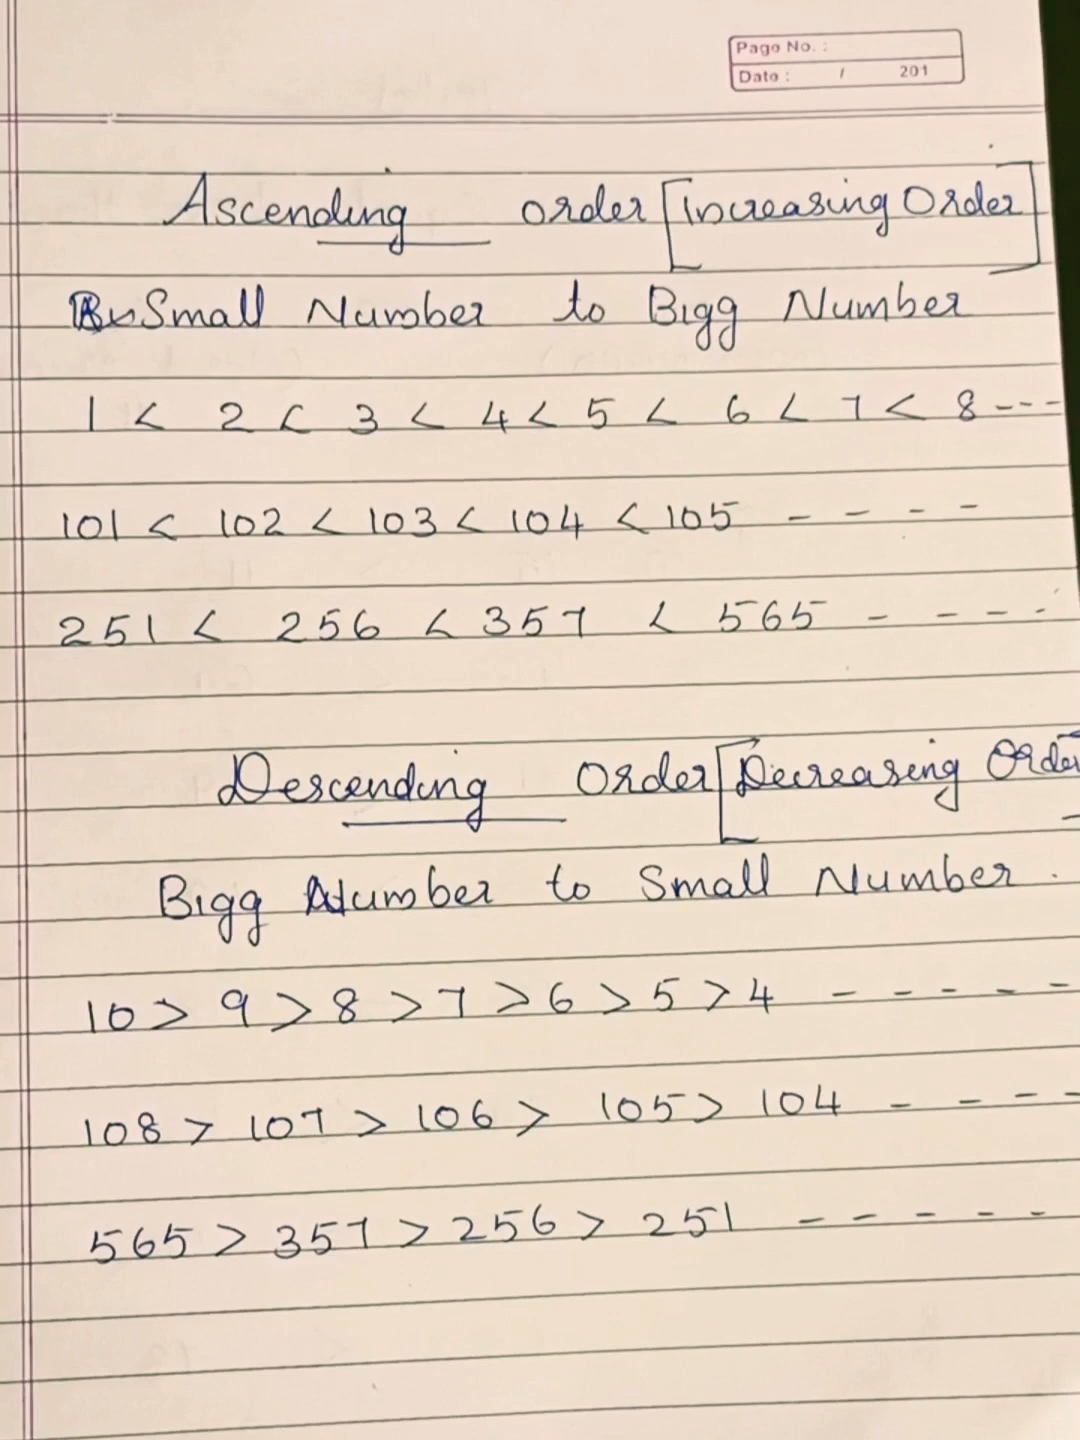 Page No. :
Date : / 201
Ascending order [Increasing Order]
Small Number to Bigg Number
1 < 2 < 3 < 4 < 5 < 6 < 7 < 8 ---
101 < 102 < 103 < 104 < 105 - - - -
251 < 256 < 357 < 565 - - - -
Descending Order [Decreasing Order
Bigg Number to Small Number .
10 > 9 > 8 > 7 > 6 > 5 > 4 - - - - -
108 > 107 > 106 > 105 > 104 - - - -
565 > 357 > 256 > 251 - - - - -